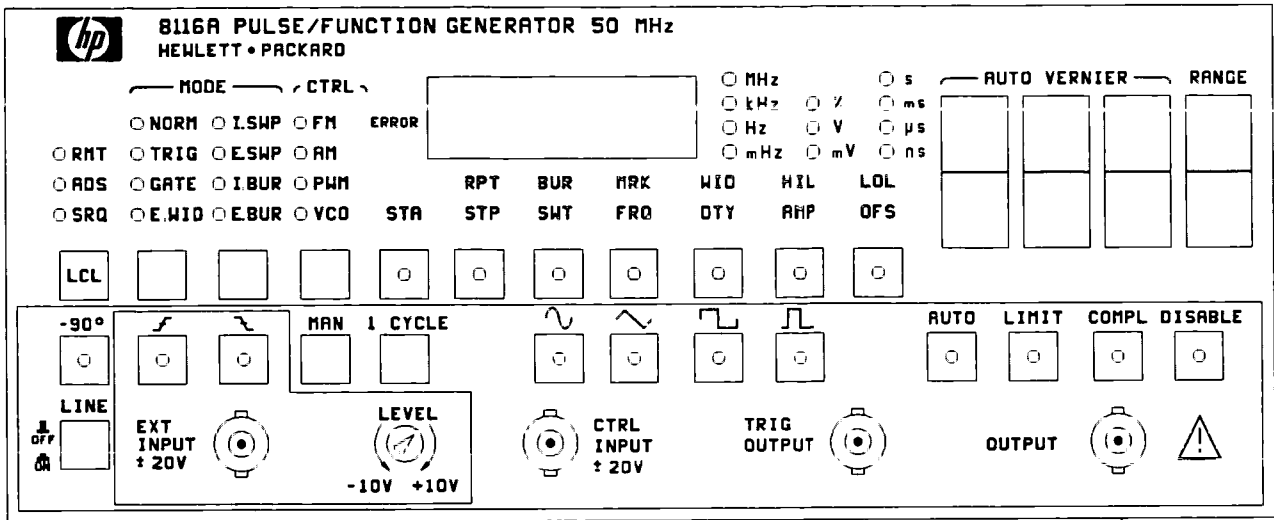 hp
8116A PULSE/FUNCTION GENERATOR 50 MHz
HEWLETT • PACKARD
MODE CTRL
NORM I.SWP FM
RMT TRIG E.SWP AM
ADS GATE I.BUR PWM
SRQ E.WID E.BUR VCO
ERROR
MHz s
kHz % ms
Hz V µs
mHz mV ns
AUTO VERNIER RANGE
RPT BUR MRK WID HIL LOL
STA STP SWT FRQ DTY AMP OFS
LCL
-90° MAN 1 CYCLE
AUTO LIMIT COMPL DISABLE
LINE
OFF
ON
EXT
INPUT
± 20V
LEVEL
-10V +10V
CTRL
INPUT
± 20V
TRIG
OUTPUT
OUTPUT